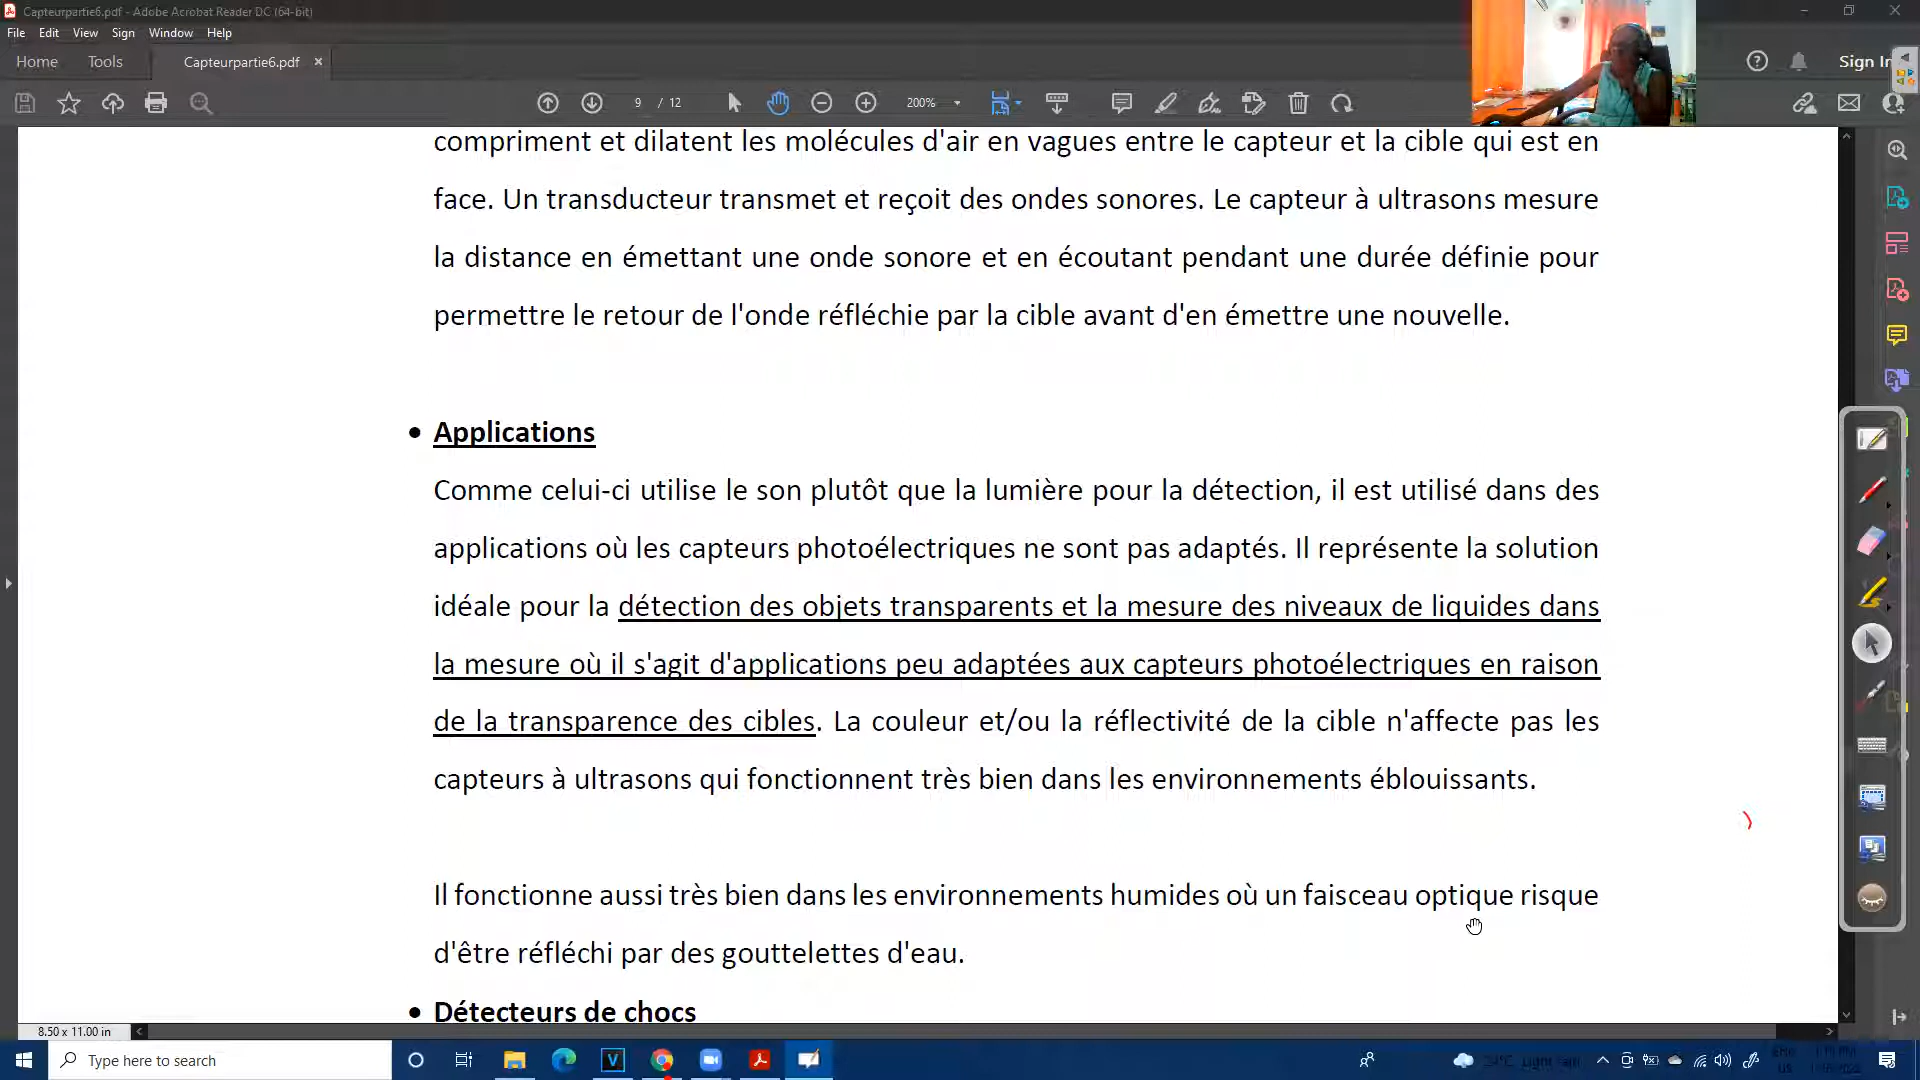 Capteurpartie6.pdf - Adobe Acrobat Reader DC (64-bit)
File Edit View Sign Window Help
Home Tools Capteurpartie6.pdf × Sign In
9 / 12 200%
compriment et dilatent les molécules d'air en vagues entre le capteur et la cible qui est en
face. Un transducteur transmet et reçoit des ondes sonores. Le capteur à ultrasons mesure
la distance en émettant une onde sonore et en écoutant pendant une durée définie pour
permettre le retour de l'onde réfléchie par la cible avant d'en émettre une nouvelle.
• Applications
Comme celui-ci utilise le son plutôt que la lumière pour la détection, il est utilisé dans des
applications où les capteurs photoélectriques ne sont pas adaptés. Il représente la solution
idéale pour la détection des objets transparents et la mesure des niveaux de liquides dans
la mesure où il s'agit d'applications peu adaptées aux capteurs photoélectriques en raison
de la transparence des cibles. La couleur et/ou la réflectivité de la cible n'affecte pas les
capteurs à ultrasons qui fonctionnent très bien dans les environnements éblouissants.
Il fonctionne aussi très bien dans les environnements humides où un faisceau optique risque
d'être réfléchi par des gouttelettes d'eau.
• Détecteurs de chocs
8.50 x 11.00 in
Type here to search